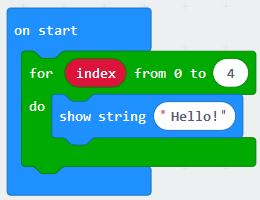 on start
for index from 0 to 4
do
show string "Hello!"